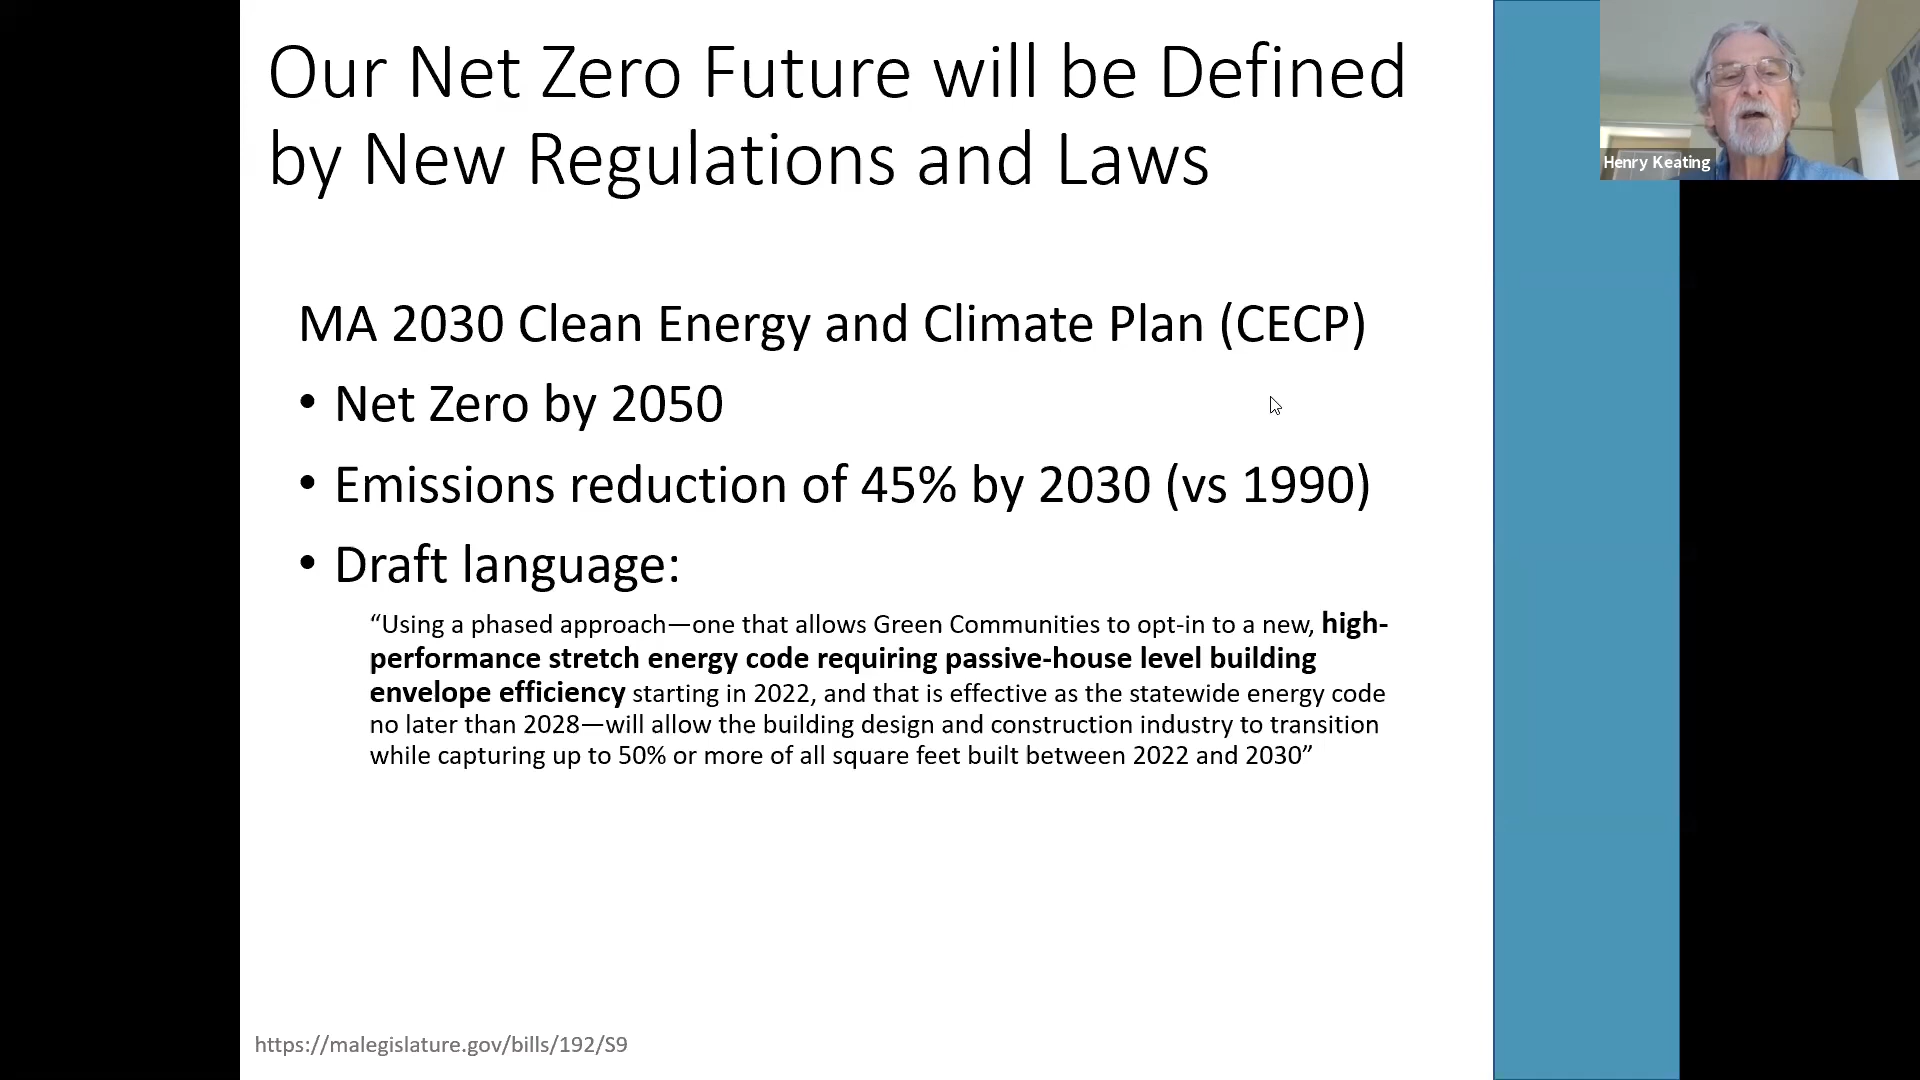 Our Net Zero Future will be Defined
by New Regulations and Laws
Henry Keating
MA 2030 Clean Energy and Climate Plan (CECP)
• Net Zero by 2050
• Emissions reduction of 45% by 2030 (vs 1990)
• Draft language:
“Using a phased approach—one that allows Green Communities to opt-in to a new, high-
performance stretch energy code requiring passive-house level building
envelope efficiency starting in 2022, and that is effective as the statewide energy code
no later than 2028—will allow the building design and construction industry to transition
while capturing up to 50% or more of all square feet built between 2022 and 2030”
https://malegislature.gov/bills/192/S9